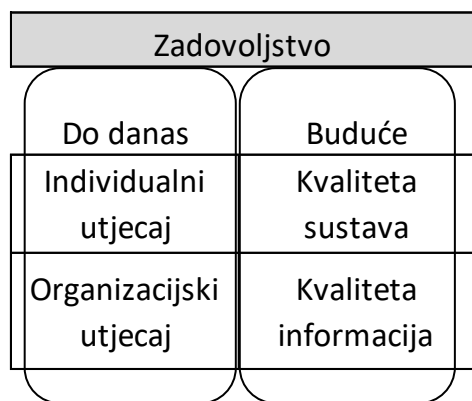 Zadovoljstvo
Do danas
Buduće
Individualni
utjecaj
Kvaliteta
sustava
Organizacijski
utjecaj
Kvaliteta
informacija